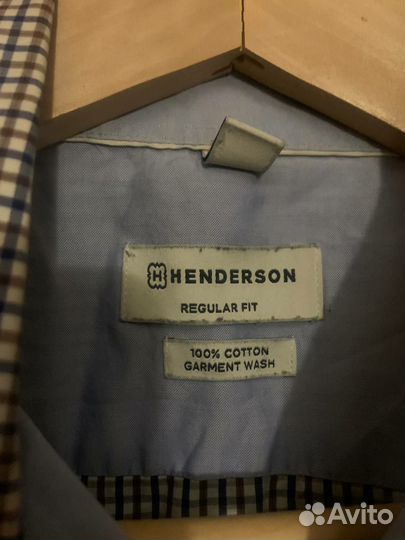 HENDERSON
REGULAR FIT
100% COTTON
GARMENT WASH
Avito